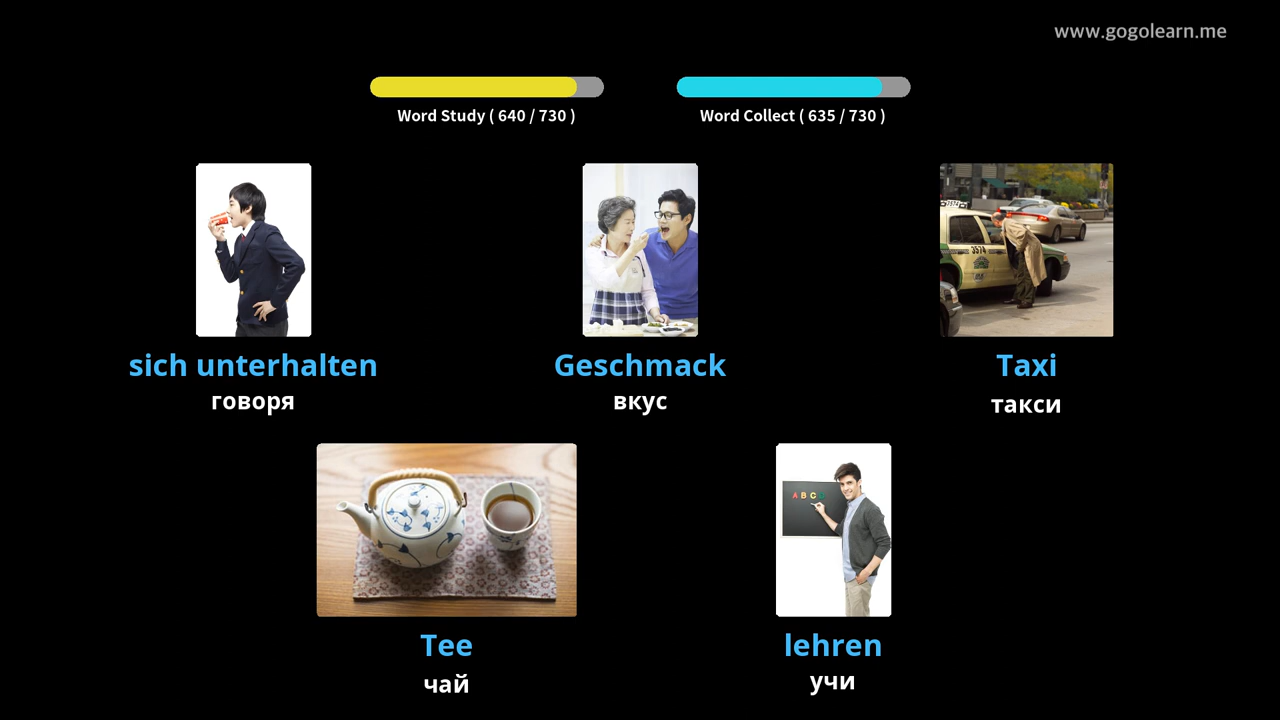 www.gogolearn.me
Word Study ( 640 / 730 )
Word Collect ( 635 / 730 )
3574
sich unterhalten
говоря
Geschmack
вкус
Taxi
такси
A B C
Tee
чай
lehren
учи